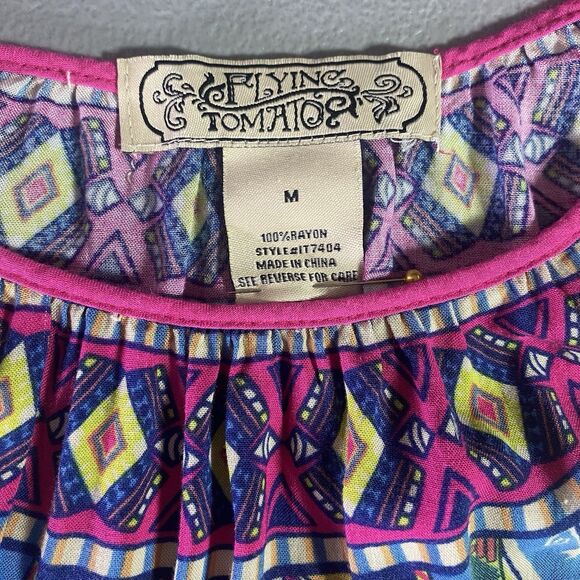 FLYING
TOMATO
M
100%RAYON
STYLE#IT7404
MADE IN CHINA
SEE REVERSE FOR CARE